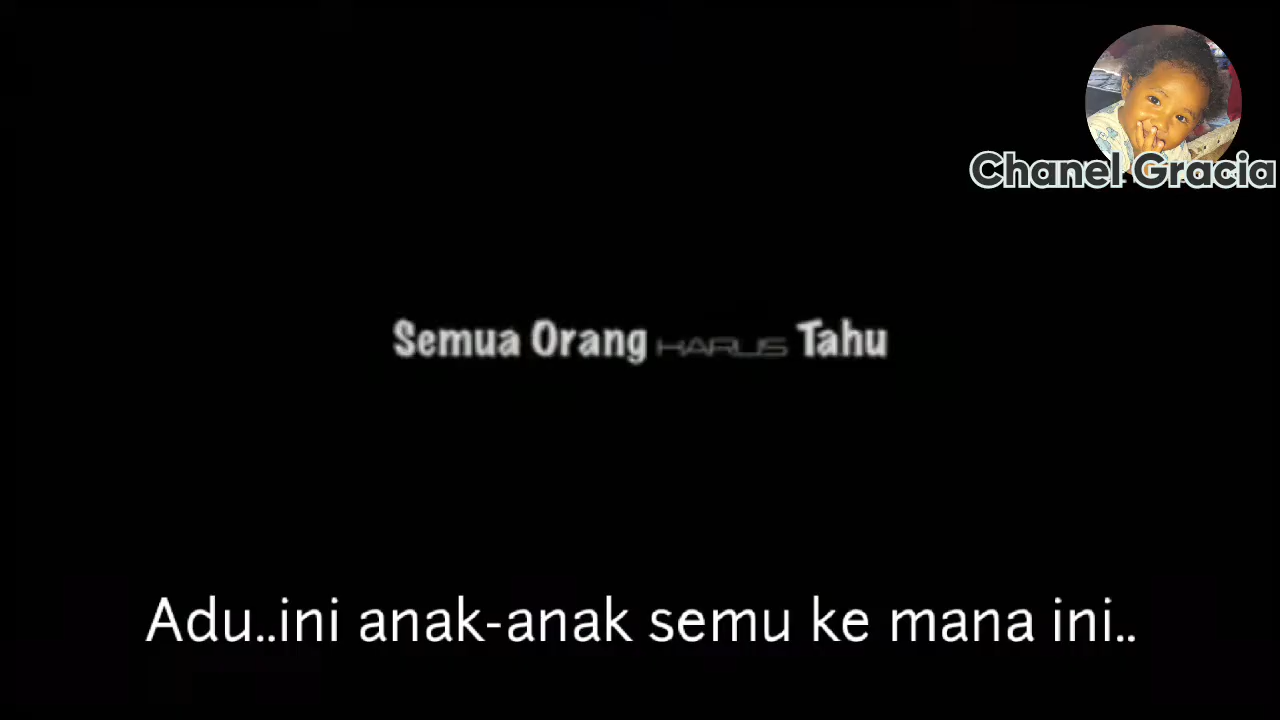 Chanel Gracia
Semua Orang HARUS Tahu
Adu..ini anak-anak semu ke mana ini..